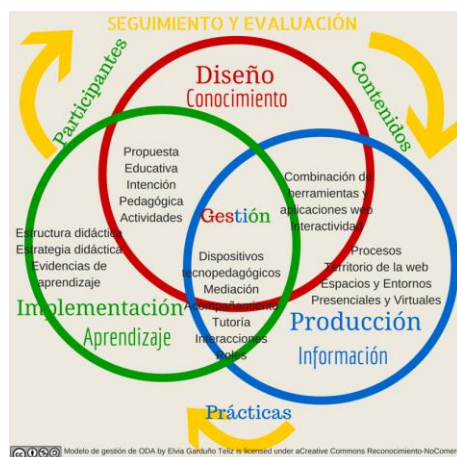 SEGUIMIENTO Y EVALUACIÓN
Participantes
Contenidos
Diseño
Conocimiento
Propuesta
Educativa
Intención
Pedagógica
Actividades
Combinación de
herramientas y
aplicaciones web
Interactividad
Gestión
Estructura didáctica
Estrategia didáctica
Evidencias de
aprendizaje
Dispositivos
tecnopedagógicos
Mediación
Acompañamiento
Tutoría
Interacciones
Roles
Procesos
Territorio de la web
Espacios y Entornos
Presenciales y Virtuales
Implementación
Aprendizaje
Producción
Información
Prácticas
Modelo de gestión de ODA by Elvia Garduño Teliz is licensed under aCreative Commons Reconocimiento-NoComer